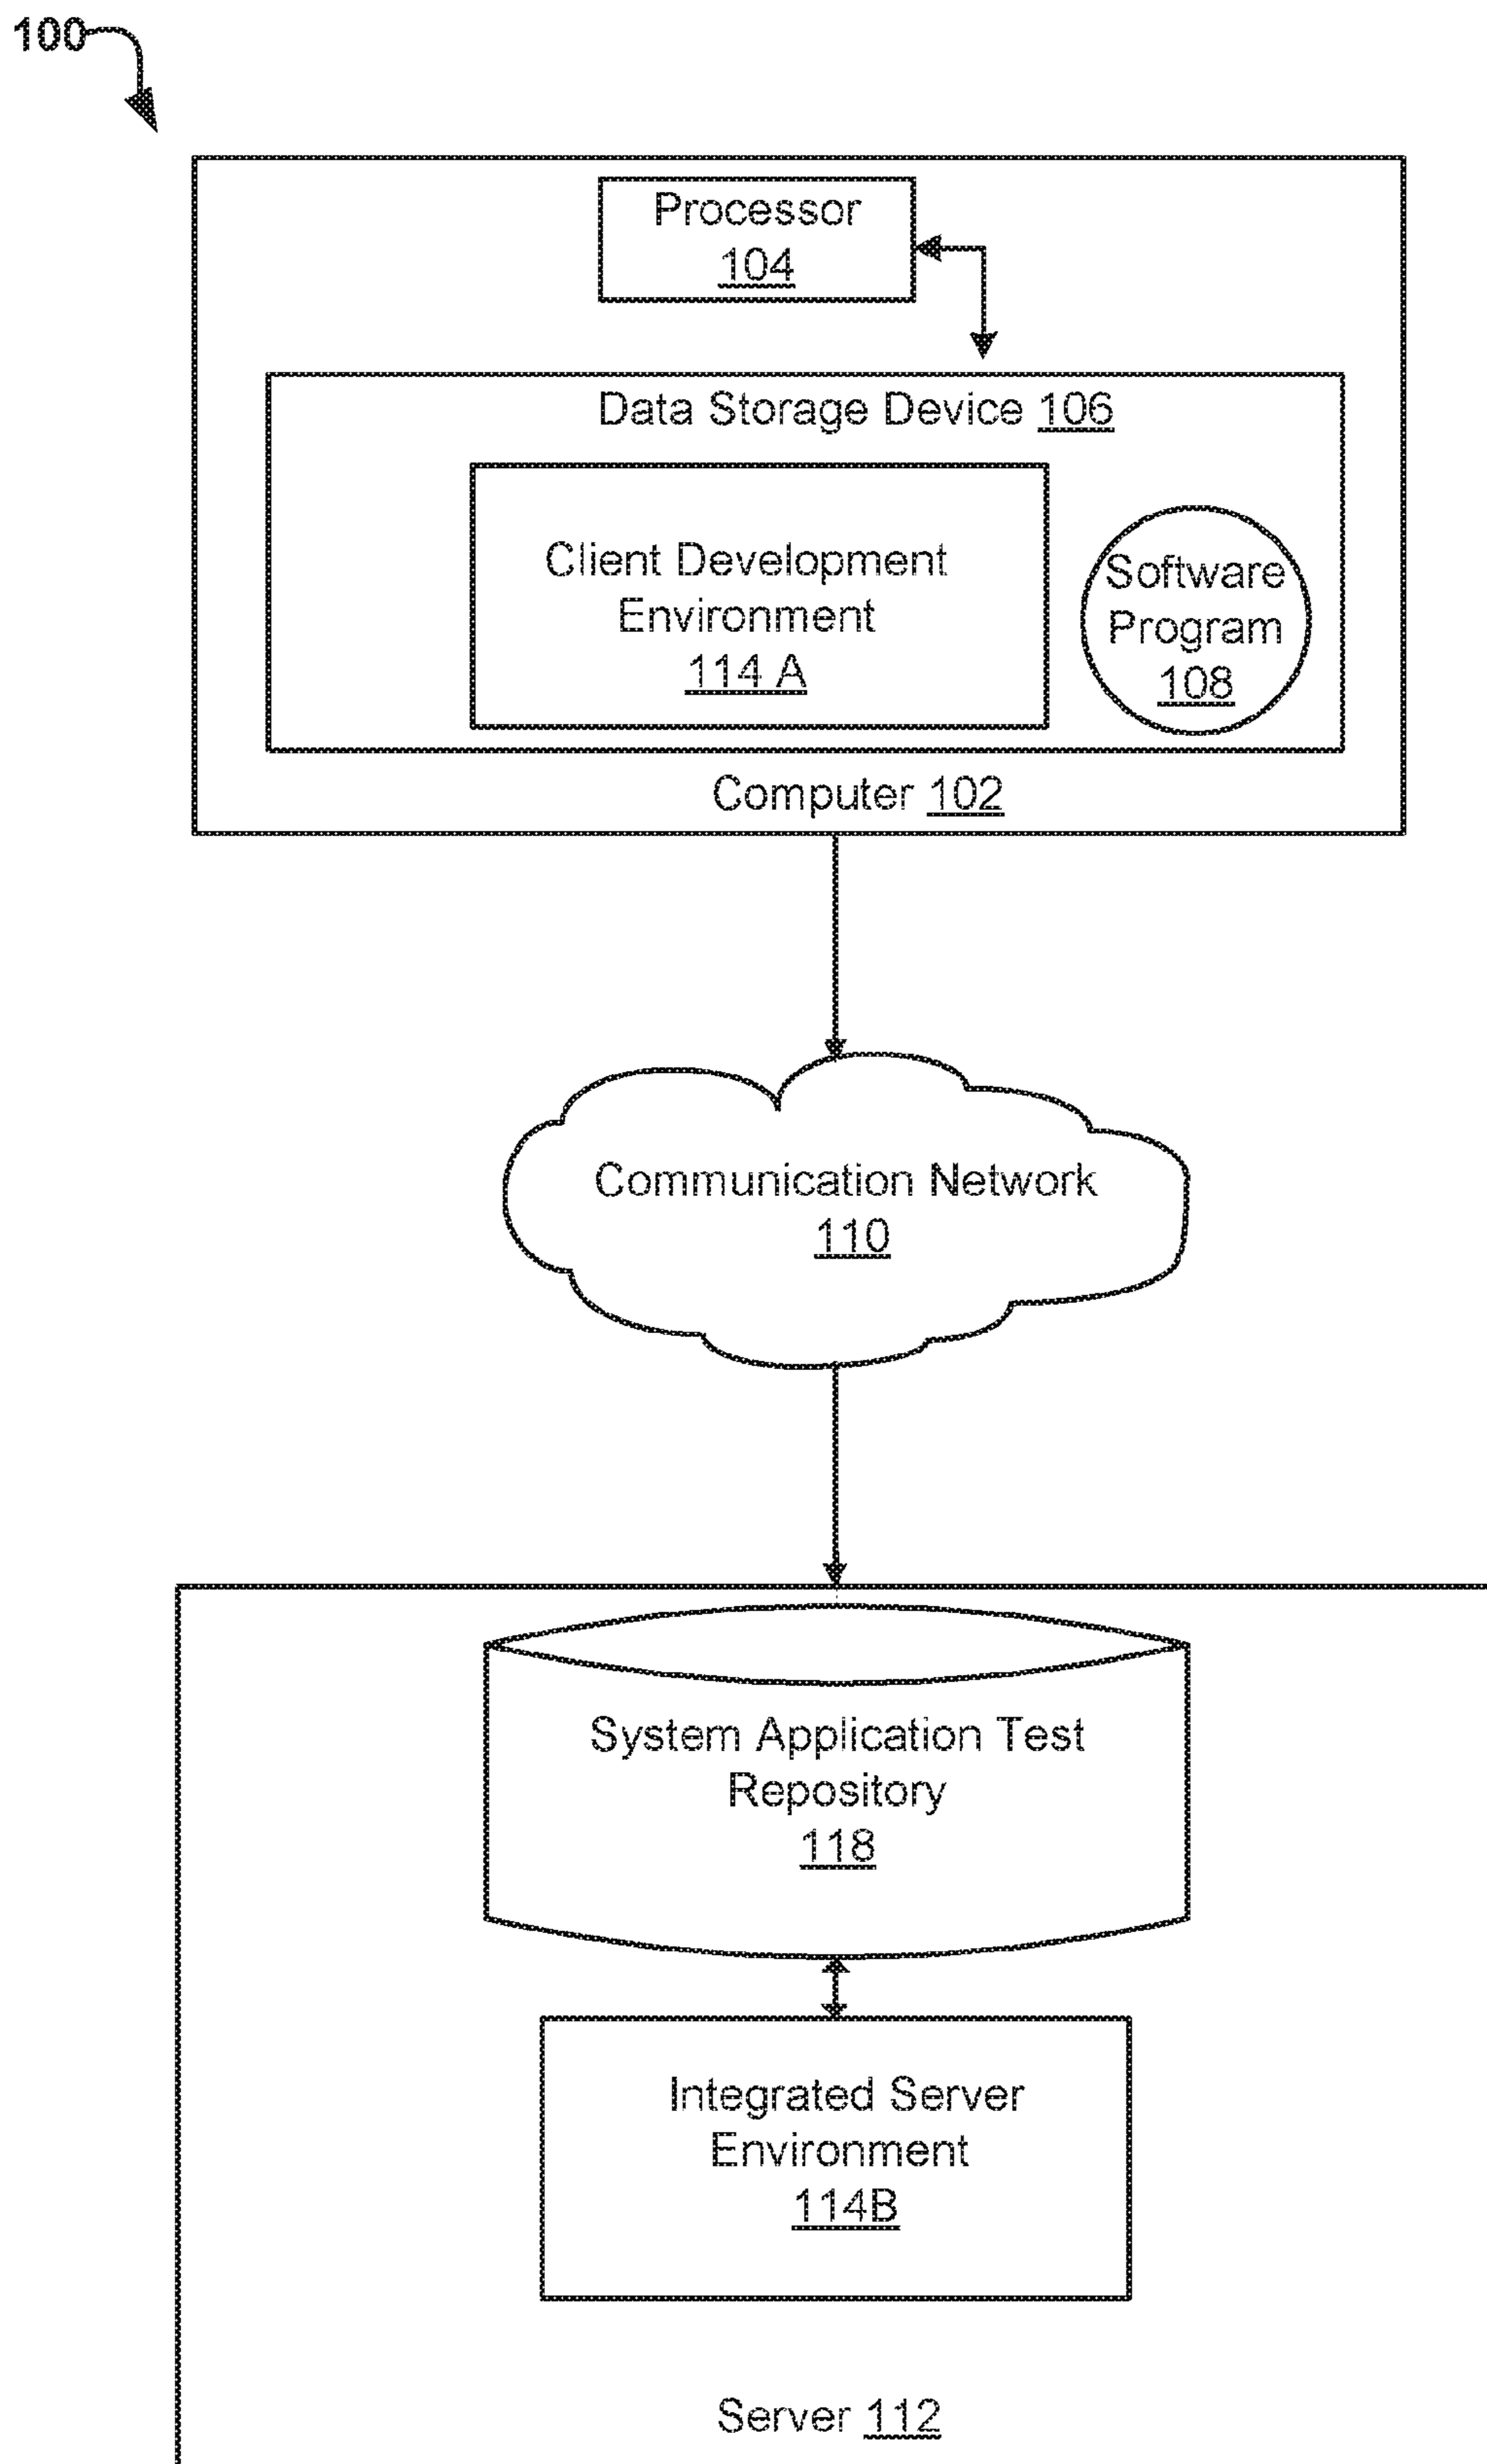 100
Processor
104
Data Storage Device 106
Client Development
Environment
114 A
Software
Program
108
Computer 102
Communication Network
110
System Application Test
Repository
118
Integrated Server
Environment
114B
Server 112